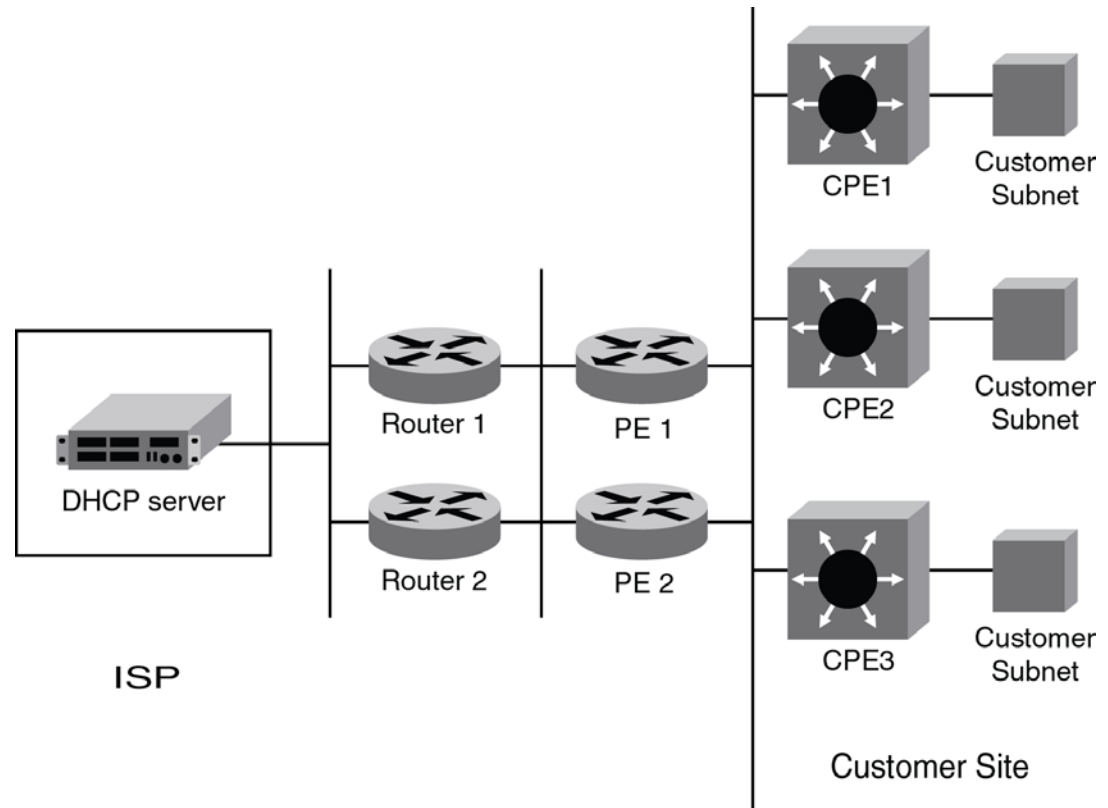 CPE1
Customer
Subnet
CPE2
Customer
Subnet
Router 1
PE 1
DHCP server
Router 2
PE 2
CPE3
Customer
Subnet
ISP
Customer Site